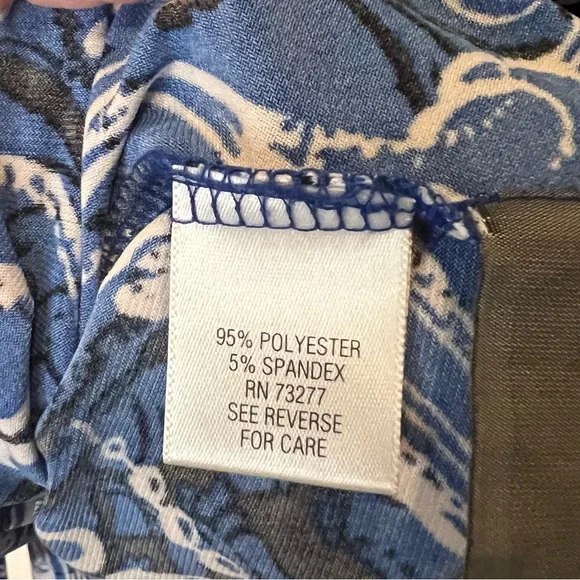 95% POLYESTER
5% SPANDEX
RN 73277
SEE REVERSE
FOR CARE